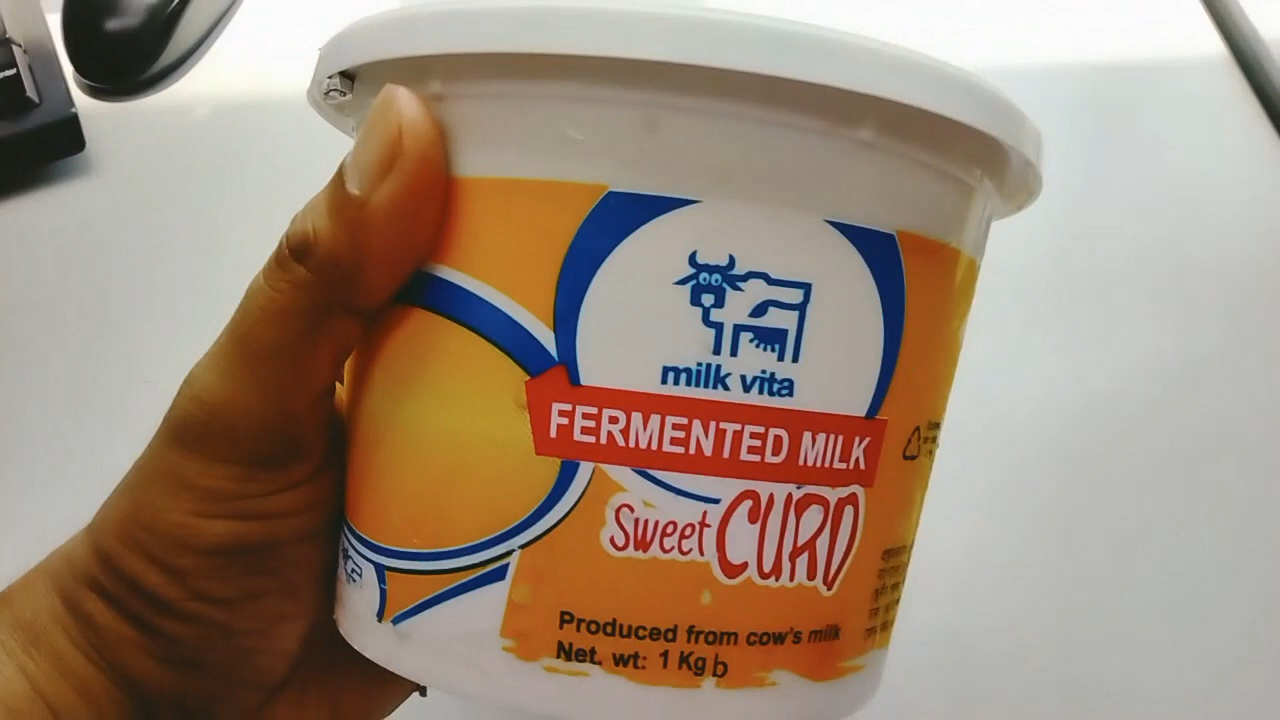 milk vita
FERMENTED MILK
Sweet CURD
Produced from cow's milk
Net. wt: 1 Kg b